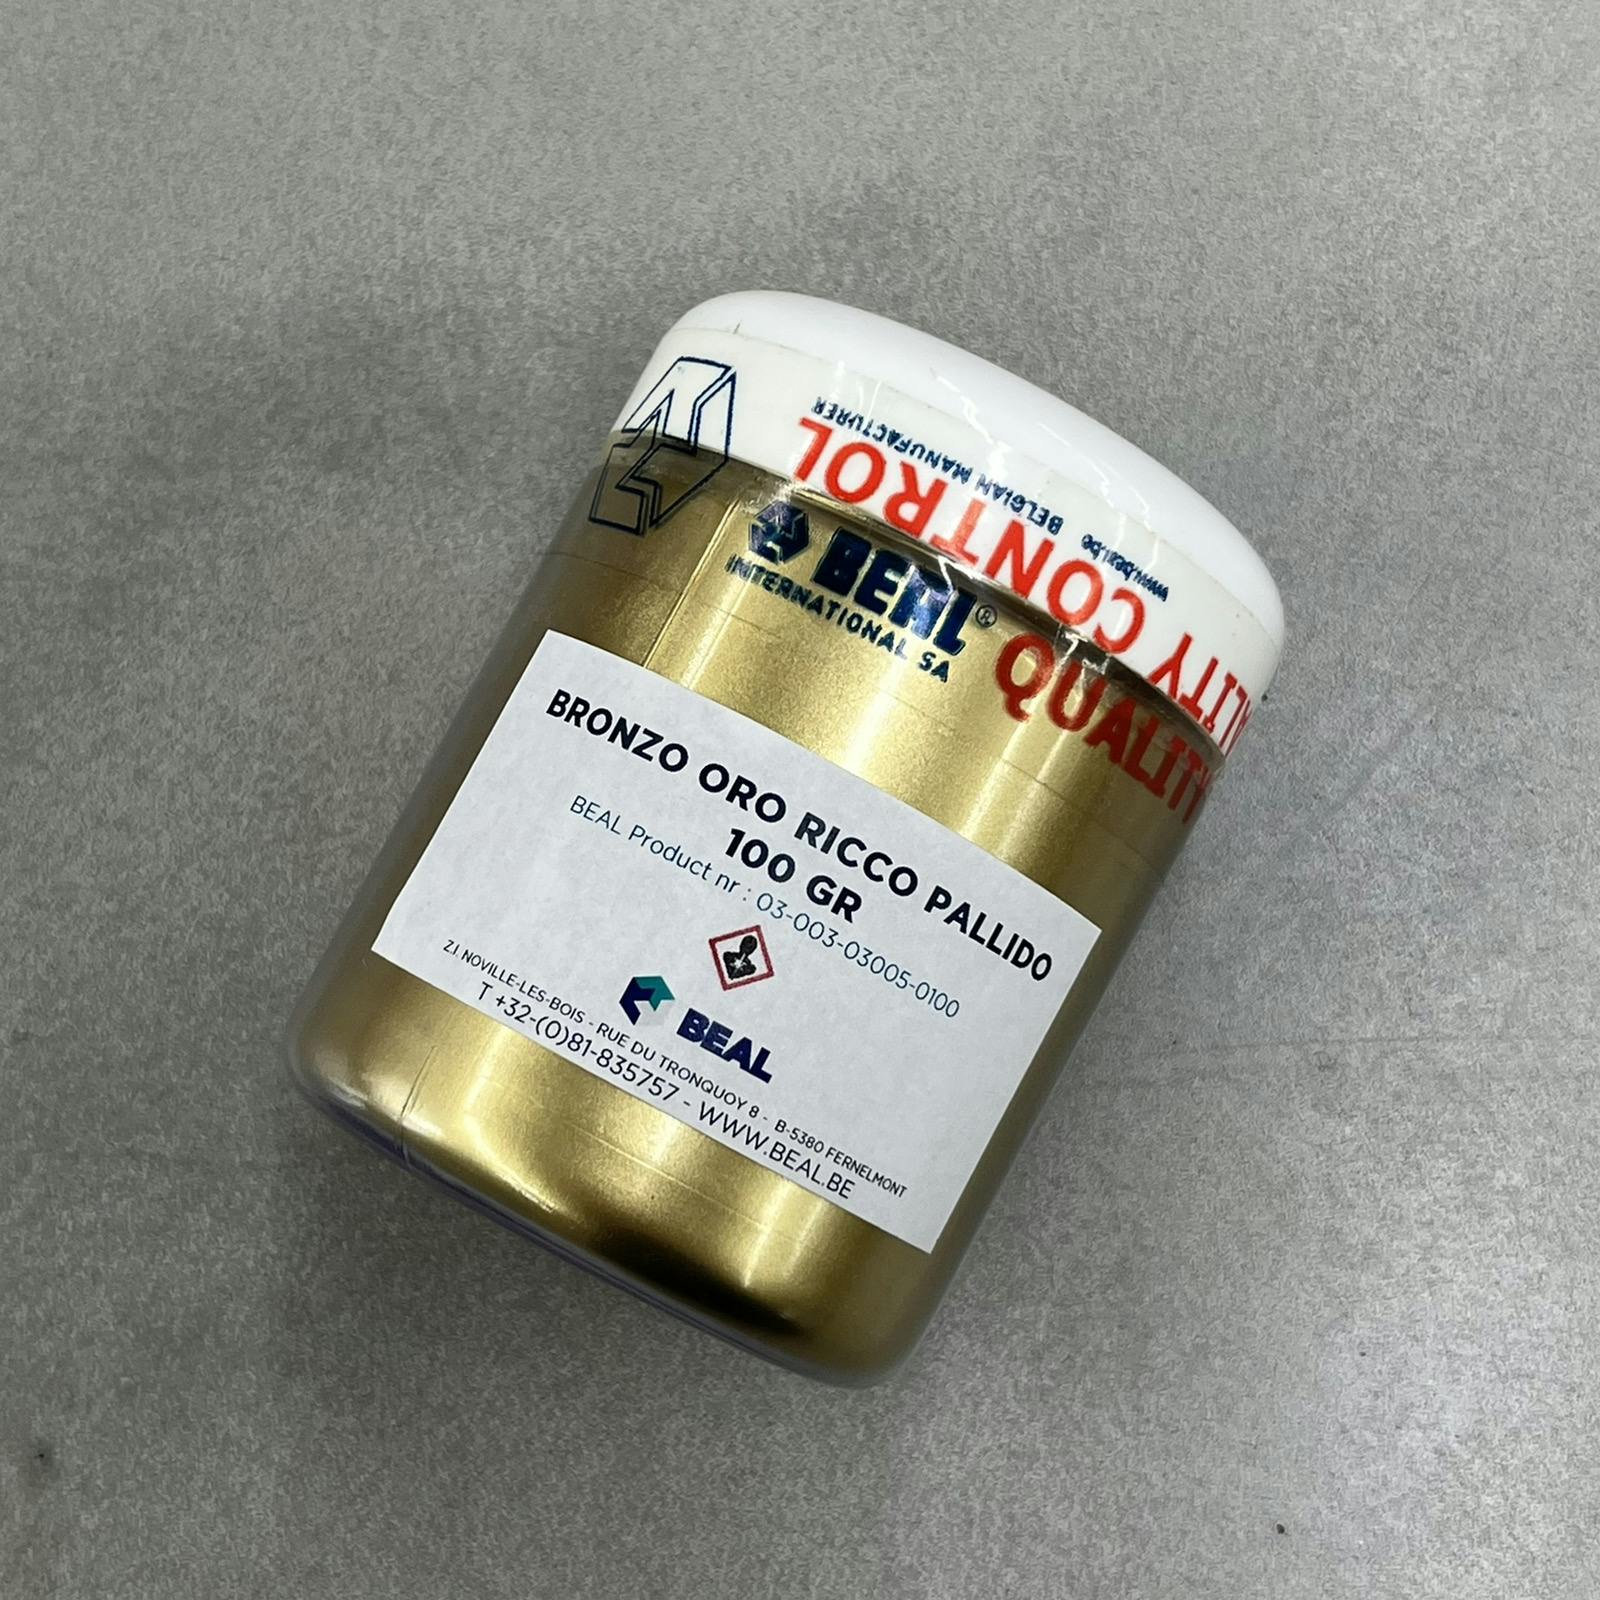 BELGIAN MANUFACTURER
www.beal.be
QUALITY CONTROL
ALITY
BEAL®
INTERNATIONAL SA
QUALITY
BRONZO ORO RICCO PALLIDO
100 GR
BEAL Product nr : 03-003-03005-0100
BEAL
Z.I. NOVILLE-LES-BOIS - RUE DU TRONQUOY 8 - B-5380 FERNELMONT
T +32-(0)81-835757 - WWW.BEAL.BE